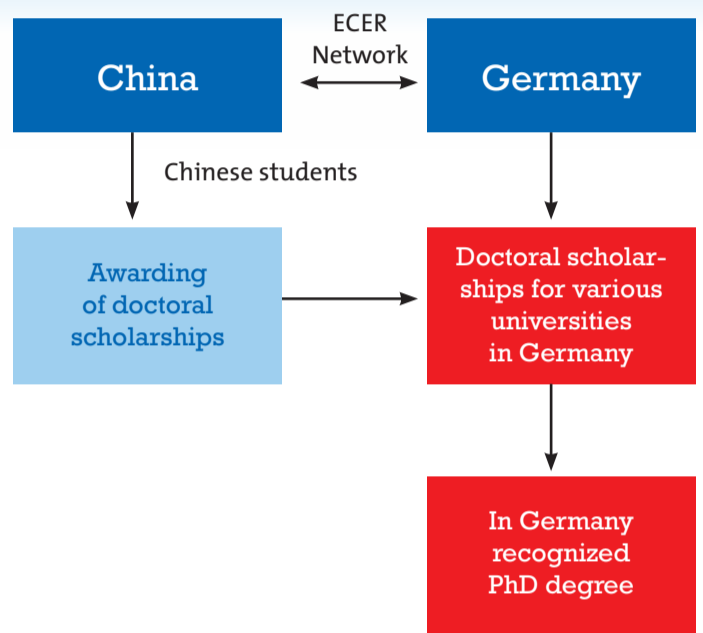 ECER
Network
China
Germany
Chinese students
Awarding
of doctoral
scholarships
Doctoral scholar-
ships for various
universities
in Germany
In Germany
recognized
PhD degree